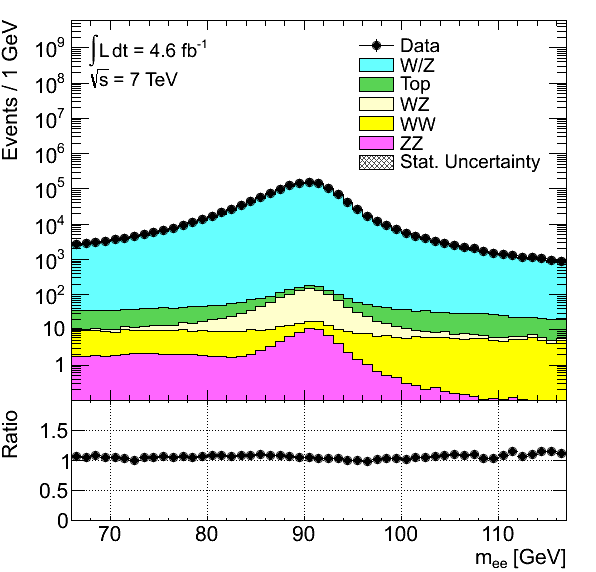 Events / 1 GeV
10⁹
10⁸
10⁷
10⁶
10⁵
10⁴
10³
10²
10
1
∫L dt = 4.6 fb⁻¹
√s = 7 TeV
Data
W/Z
Top
WZ
WW
ZZ
Stat. Uncertainty
Ratio
1.5
1
0.5
0
70 80 90 100 110
mₑₑ [GeV]